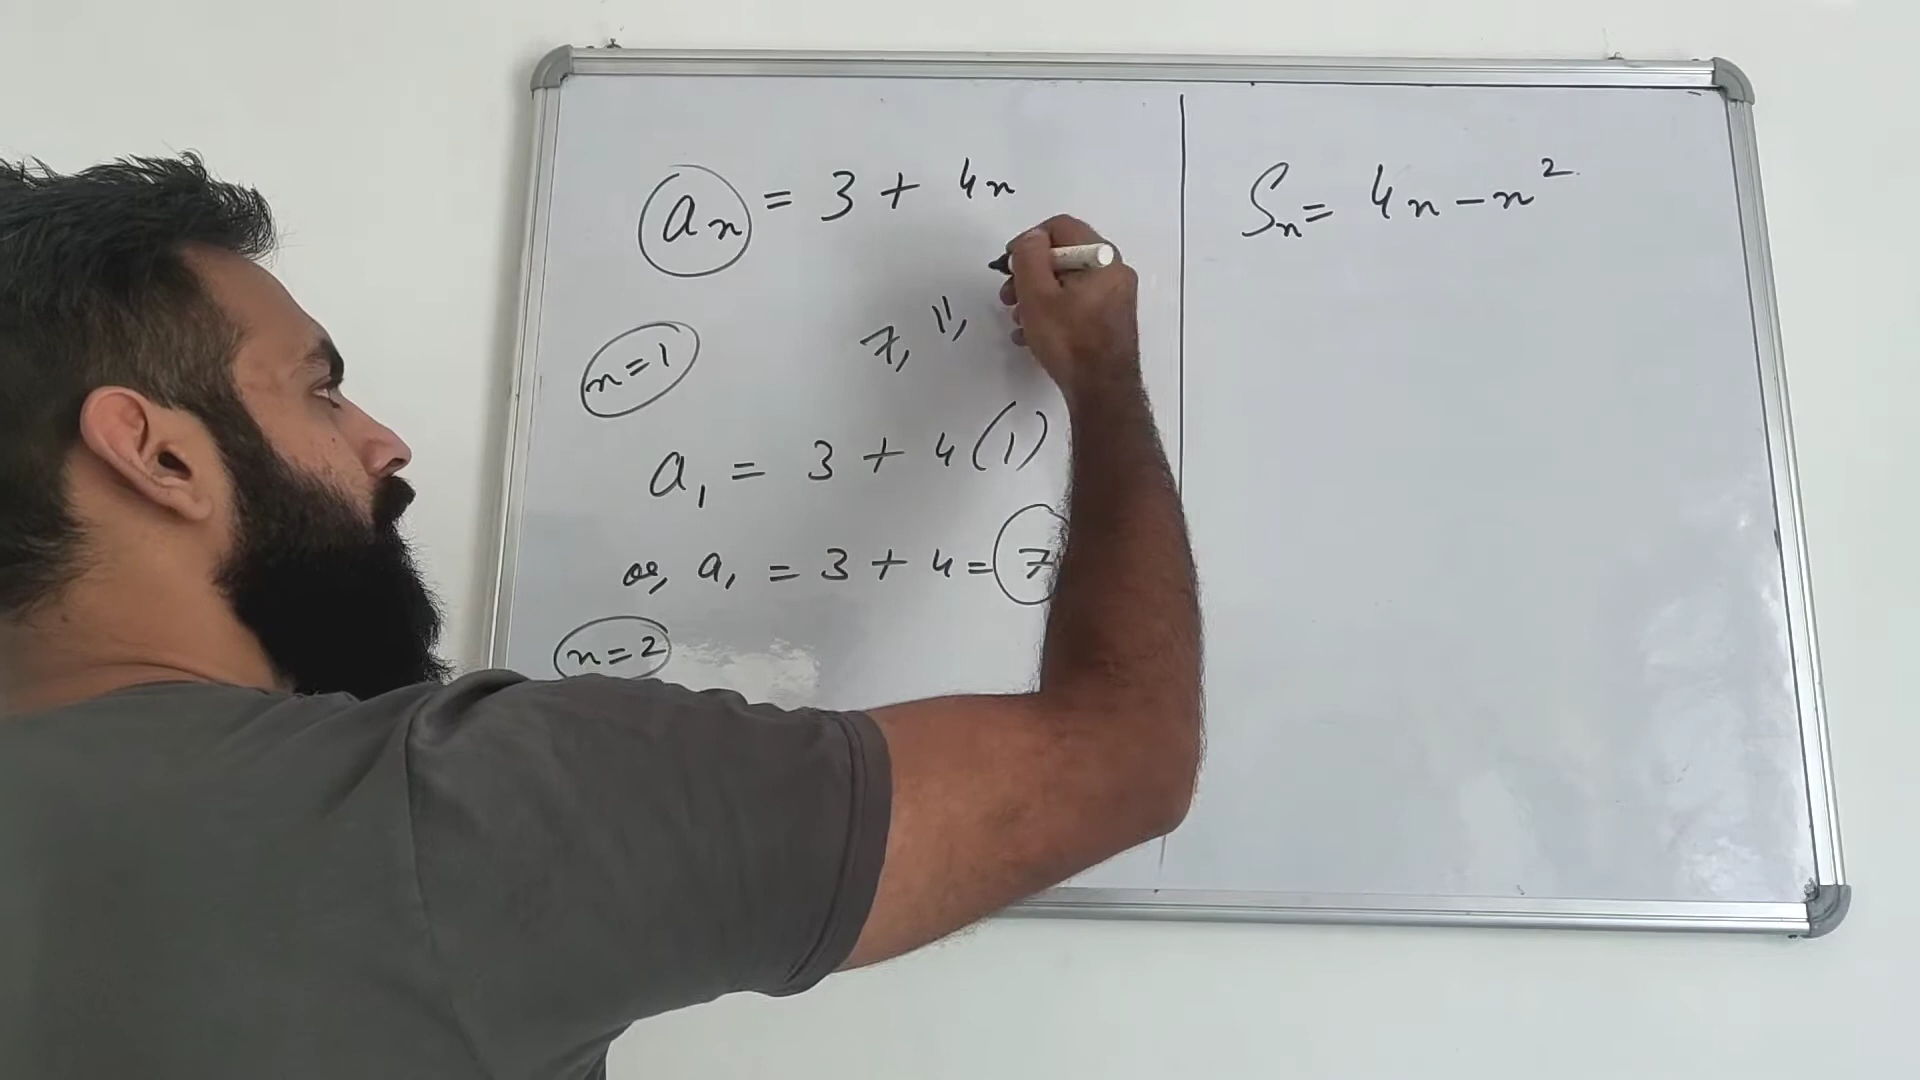 aₙ = 3 + 4n
n=1
7, 11,
a₁ = 3 + 4(1)
or, a₁ = 3 + 4 = 7
n=2
Sₙ = 4n - n²